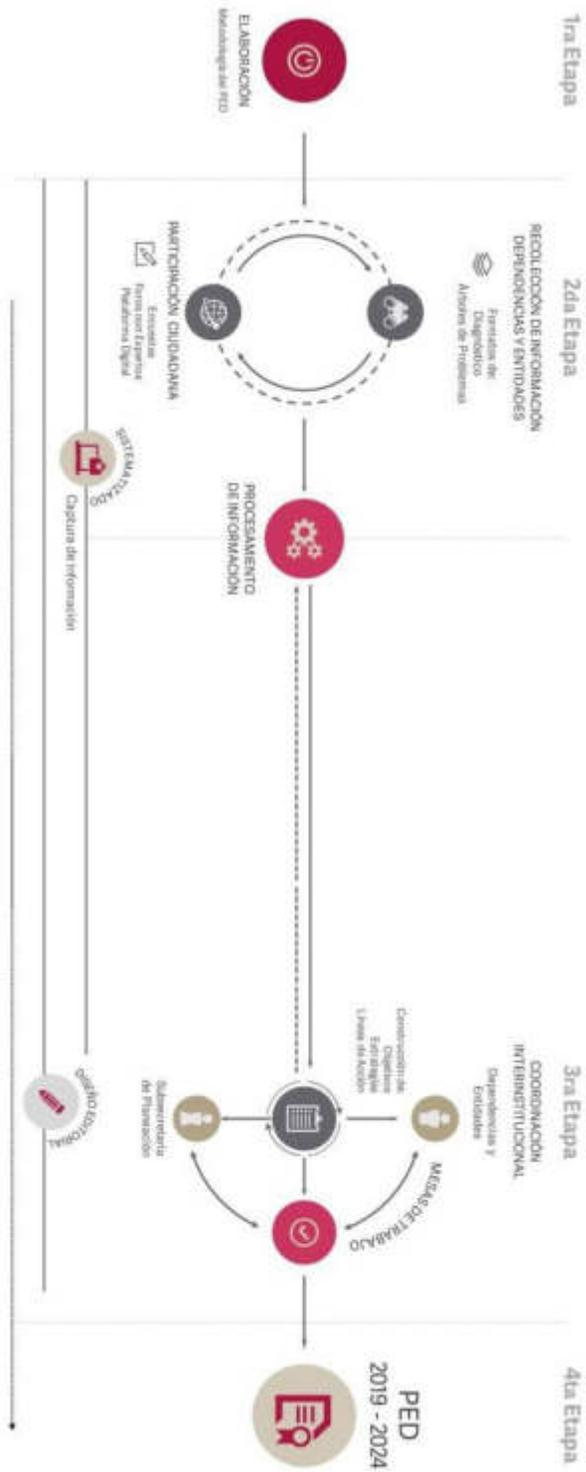 1ra Etapa
ELABORACIÓN
Metodología del PED
2da Etapa
RECOLECCIÓN DE INFORMACIÓN
DEPENDENCIAS Y ENTIDADES
Formatos de:
Diagnóstico
Árboles de Problemas
PARTICIPACIÓN CIUDADANA
Encuestas
Foros con Expertos
Plataforma Digital
SISTEMATIZADO
Captura de información
PROCESAMIENTO
DE INFORMACIÓN
3ra Etapa
COORDINACIÓN
INTERINSTITUCIONAL
Dependencias y
Entidades
Construcción de:
Objetivos
Estrategias
Líneas de Acción
MESAS DE TRABAJO
Subsecretaría
de Planeación
DISEÑO EDITORIAL
4ta Etapa
PED
2019 - 2024